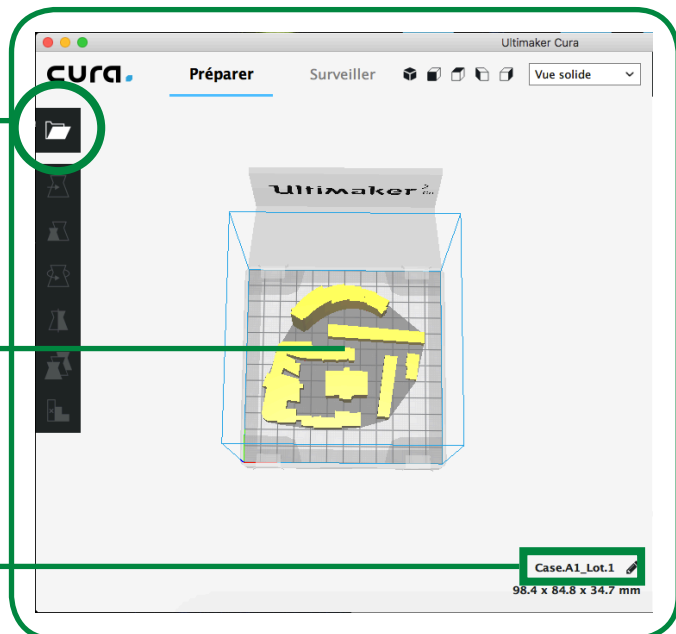 Ultimaker Cura
cura.
Préparer
Surveiller
Vue solide
Ultimaker
Case.A1_Lot.1
98.4 x 84.8 x 34.7 mm